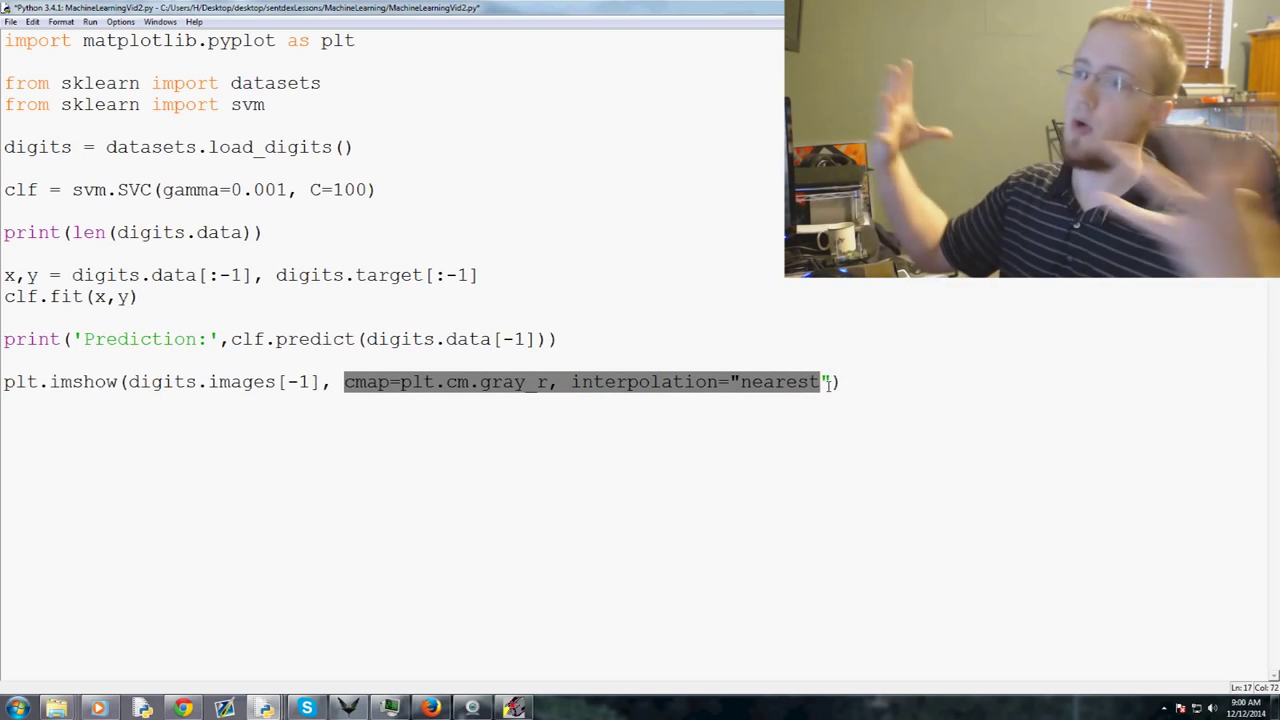 *Python 3.4.1: MachineLearningVid2.py - C:/Users/H/Desktop/desktop/sentdexLessons/MachineLearning/MachineLearningVid2.py*
File Edit Format Run Options Windows Help
import matplotlib.pyplot as plt
from sklearn import datasets
from sklearn import svm
digits = datasets.load_digits()
clf = svm.SVC(gamma=0.001, C=100)
print(len(digits.data))
x,y = digits.data[:-1], digits.target[:-1]
clf.fit(x,y)
print('Prediction:',clf.predict(digits.data[-1]))
plt.imshow(digits.images[-1], cmap=plt.cm.gray_r, interpolation="nearest")
Ln: 17 Col: 72
9:00 AM
12/12/2014